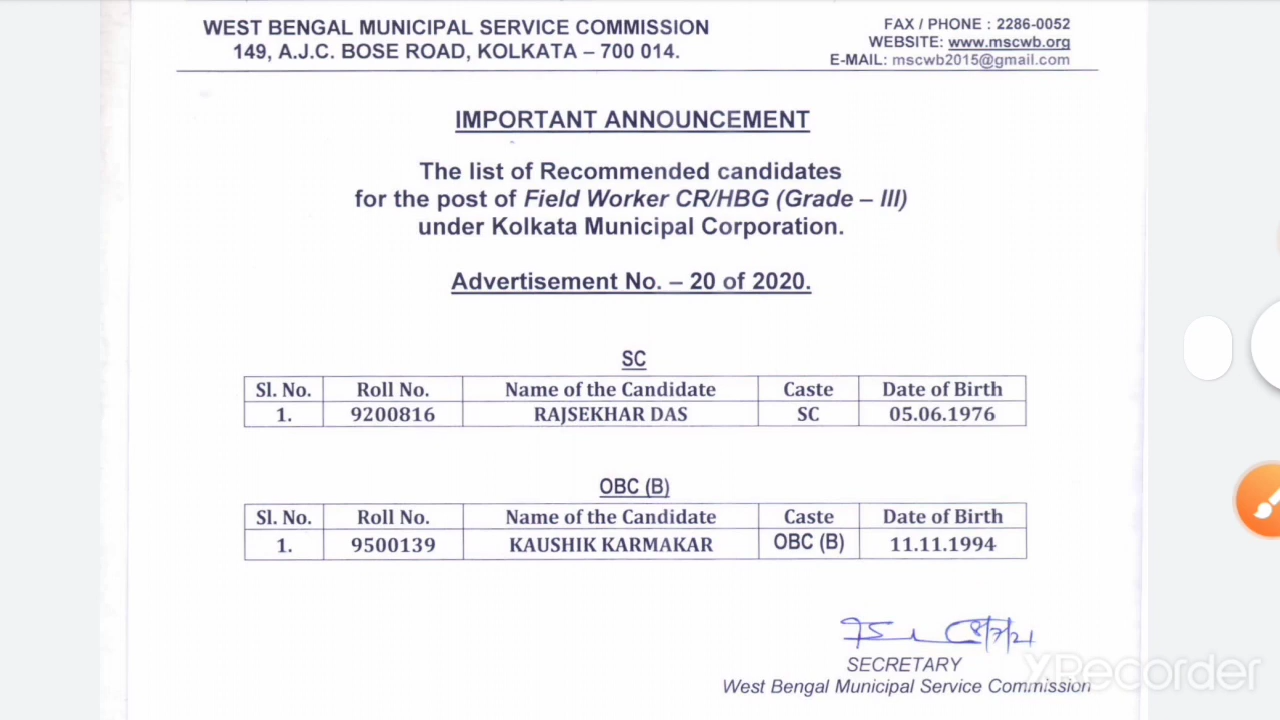 WEST BENGAL MUNICIPAL SERVICE COMMISSION
149, A.J.C. BOSE ROAD, KOLKATA – 700 014.
FAX / PHONE : 2286-0052
WEBSITE: www.mscwb.org
E-MAIL: mscwb2015@gmail.com
IMPORTANT ANNOUNCEMENT
The list of Recommended candidates
for the post of Field Worker CR/HBG (Grade – III)
under Kolkata Municipal Corporation.
Advertisement No. – 20 of 2020.
SC
Sl. No. Roll No. Name of the Candidate Caste Date of Birth
1. 9200816 RAJSEKHAR DAS SC 05.06.1976
OBC (B)
Sl. No. Roll No. Name of the Candidate Caste Date of Birth
1. 9500139 KAUSHIK KARMAKAR OBC (B) 11.11.1994
8/7/21
SECRETARY
West Bengal Municipal Service Commission
XRecorder